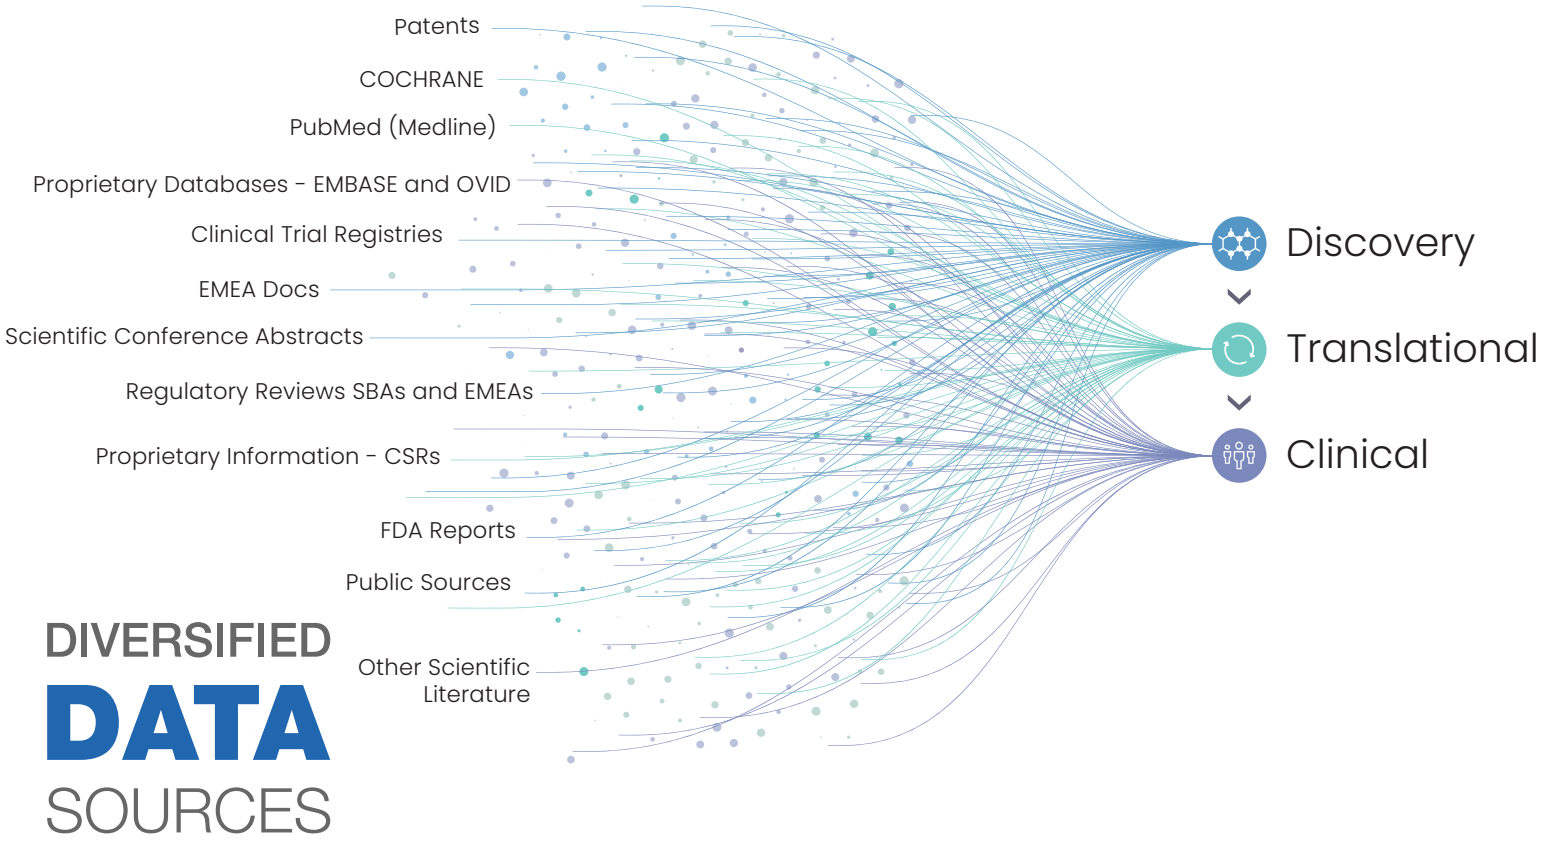 Patents
COCHRANE
PubMed (Medline)
Proprietary Databases - EMBASE and OVID
Clinical Trial Registries
EMEA Docs
Scientific Conference Abstracts
Regulatory Reviews SBAs and EMEAs
Proprietary Information - CSRs
FDA Reports
Public Sources
Other Scientific
Literature
Discovery
Translational
Clinical
DIVERSIFIED
DATA
SOURCES